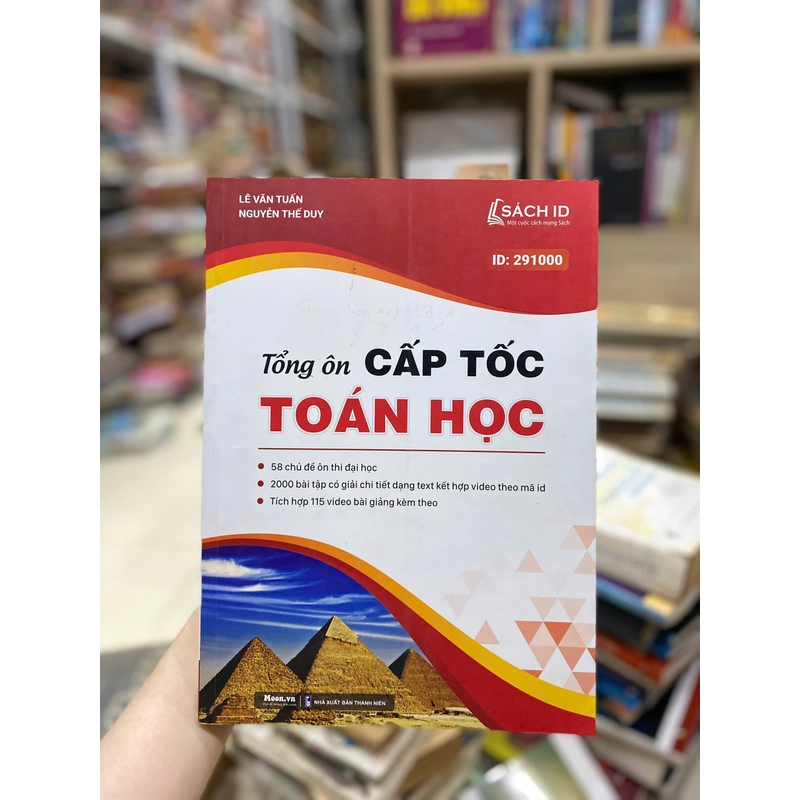 LÊ VĂN TUẤN
NGUYỄN THẾ DUY
SÁCH ID
Một cuộc cách mạng Sách
ID: 291000
Tổng ôn CẤP TỐC
TOÁN HỌC
58 chủ đề ôn thi đại học
2000 bài tập có giải chi tiết dạng text kết hợp video theo mã id
Tích hợp 115 video bài giảng kèm theo
Moon.vn
NHÀ XUẤT BẢN THANH NIÊN